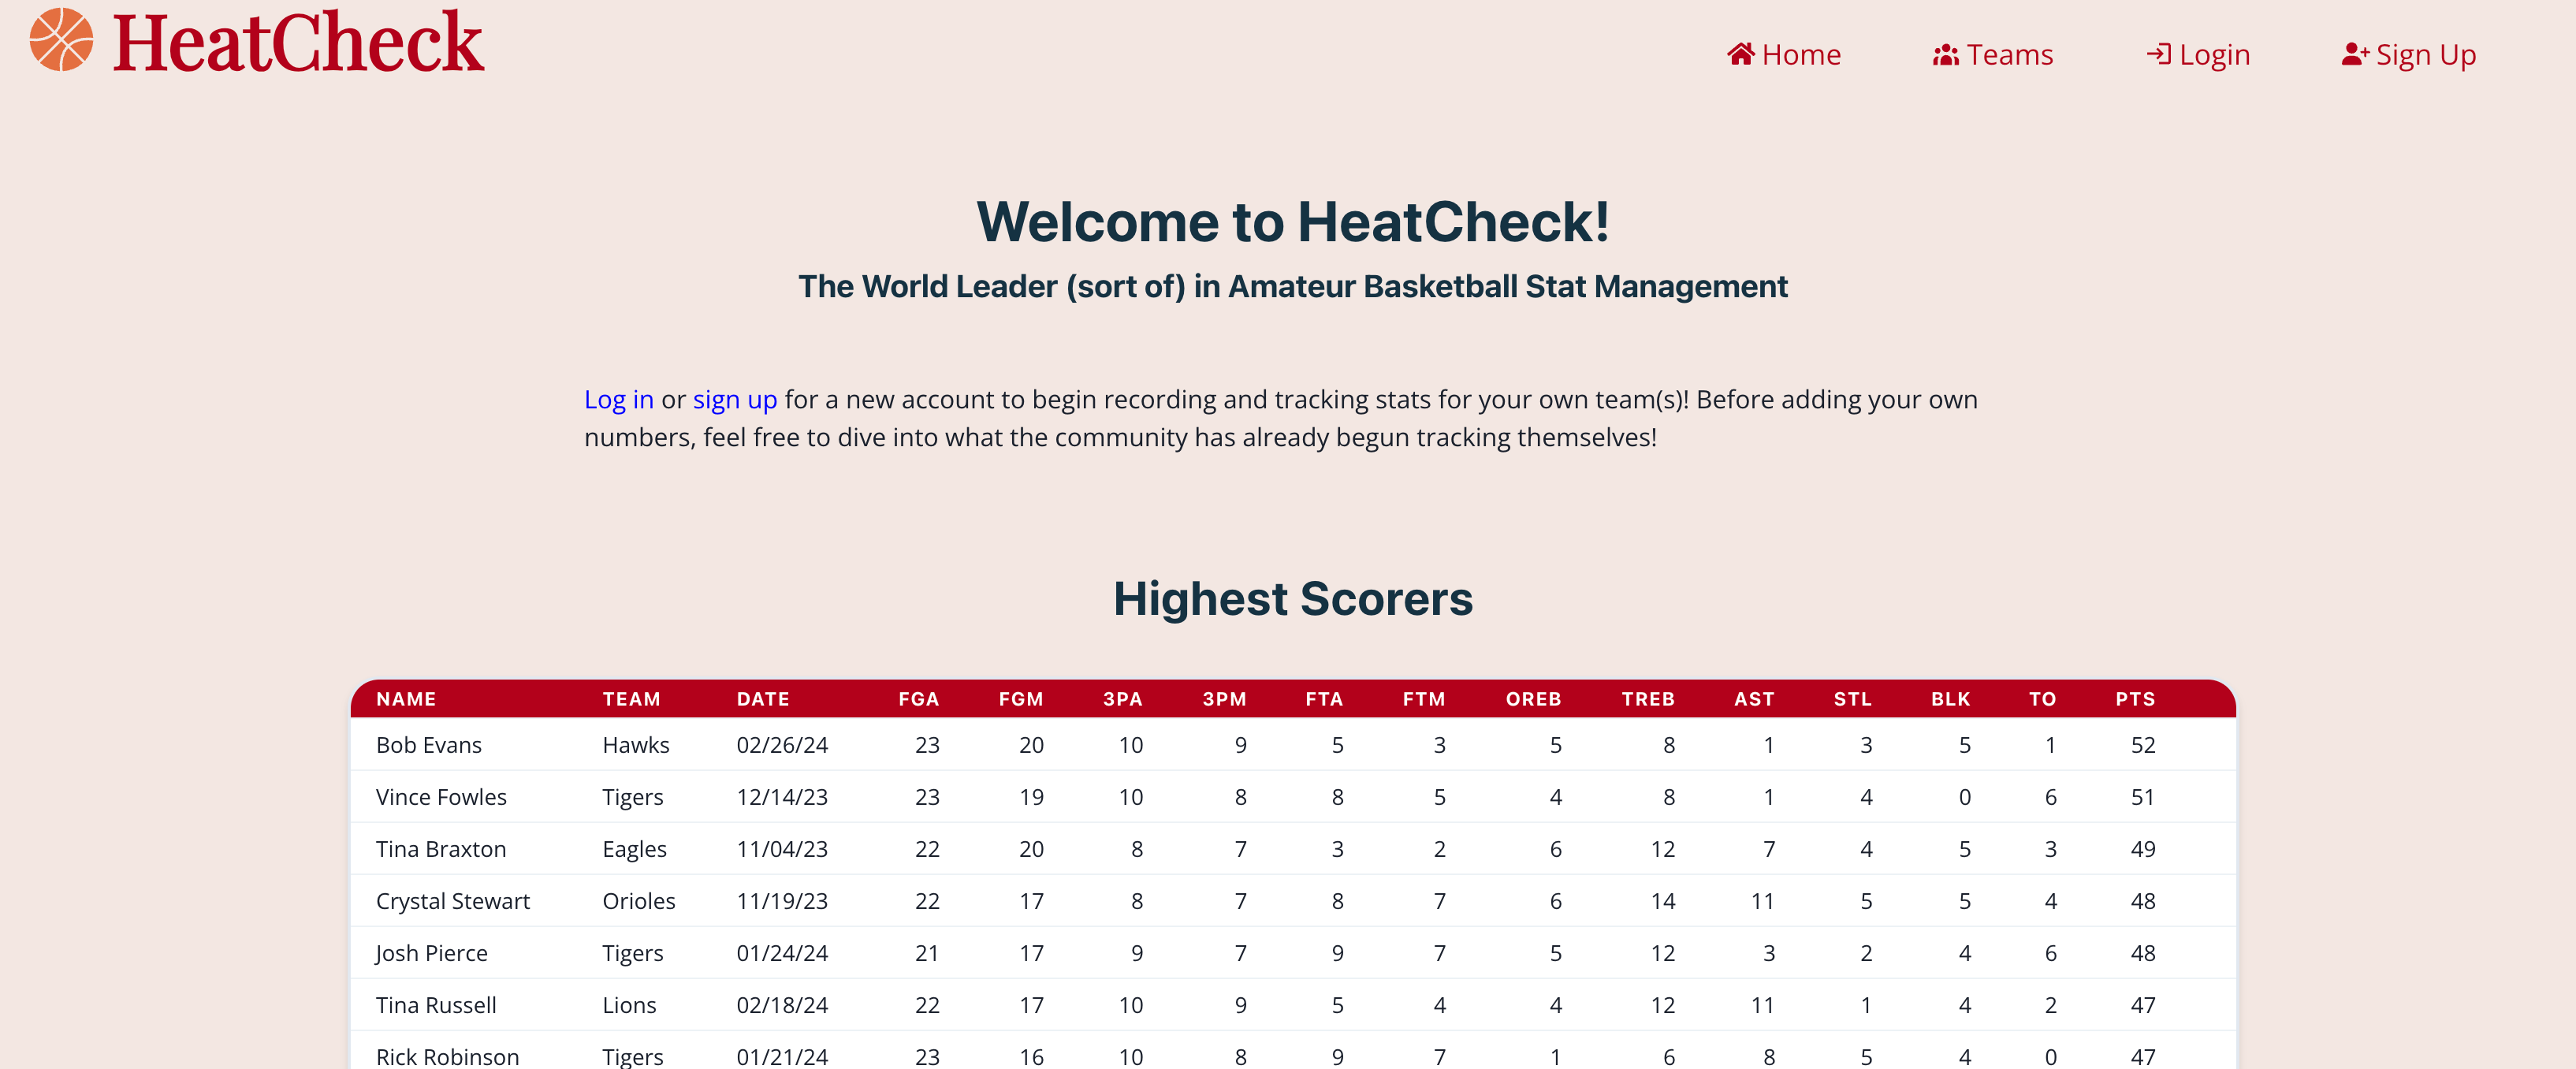 HeatCheck
Home Teams Login Sign Up
Welcome to HeatCheck!
The World Leader (sort of) in Amateur Basketball Stat Management
Log in or sign up for a new account to begin recording and tracking stats for your own team(s)! Before adding your own
numbers, feel free to dive into what the community has already begun tracking themselves!
Highest Scorers
NAME TEAM DATE FGA FGM 3PA 3PM FTA FTM OREB TREB AST STL BLK TO PTS
Bob Evans Hawks 02/26/24 23 20 10 9 5 3 5 8 1 3 5 1 52
Vince Fowles Tigers 12/14/23 23 19 10 8 8 5 4 8 1 4 0 6 51
Tina Braxton Eagles 11/04/23 22 20 8 7 3 2 6 12 7 4 5 3 49
Crystal Stewart Orioles 11/19/23 22 17 8 7 8 7 6 14 11 5 5 4 48
Josh Pierce Tigers 01/24/24 21 17 9 7 9 7 5 12 3 2 4 6 48
Tina Russell Lions 02/18/24 22 17 10 9 5 4 4 12 11 1 4 2 47
Rick Robinson Tigers 01/21/24 23 16 10 8 9 7 1 6 8 5 4 0 47